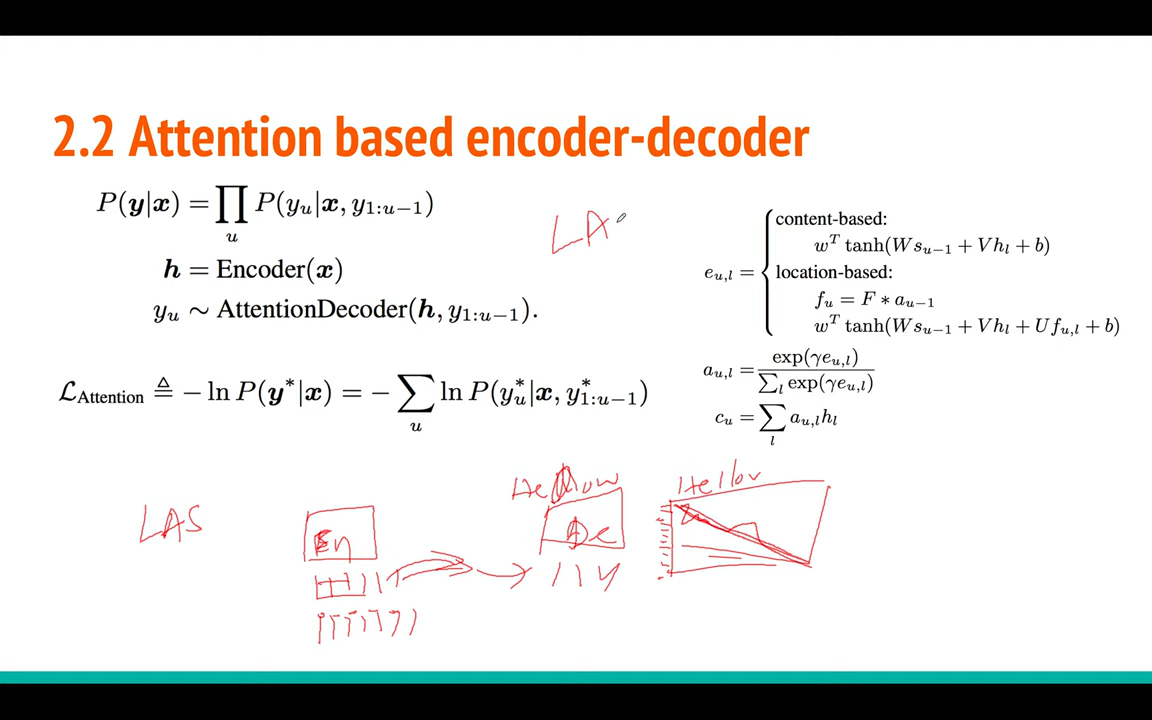 2.2 Attention based encoder-decoder
P(y|x) = ∏_u P(y_u|x, y_{1:u−1})
h = Encoder(x)
y_u ∼ AttentionDecoder(h, y_{1:u−1}).
ℒ_Attention ≜ − ln P(y*|x) = − ∑_u ln P(y*_u|x, y*_{1:u−1})
LA
e_{u,l} = {
content-based:
w^T tanh(Ws_{u−1} + Vh_l + b)
location-based:
f_u = F ∗ a_{u−1}
w^T tanh(Ws_{u−1} + Vh_l + Uf_{u,l} + b)
a_{u,l} = exp(γe_{u,l}) / ∑_l exp(γe_{u,l})
c_u = ∑_l a_{u,l}h_l
LAS
En
De